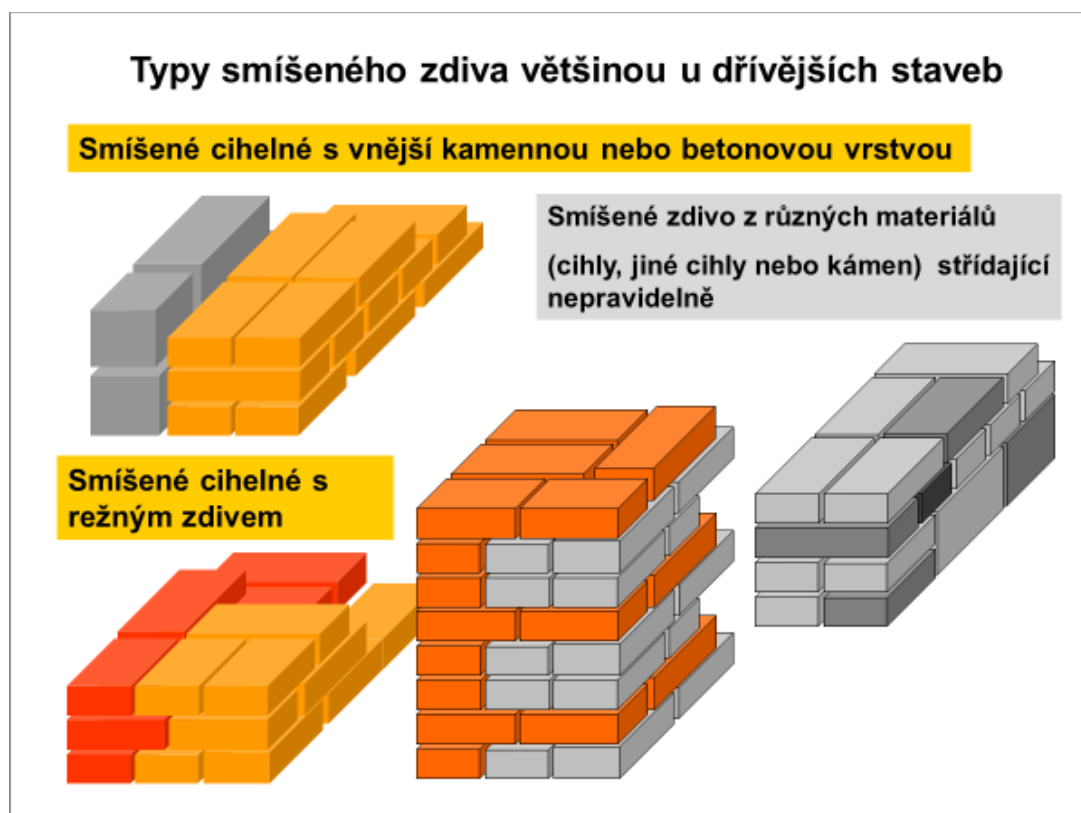 Typy smíšeného zdiva většinou u dřívějších staveb
Smíšené cihelné s vnější kamennou nebo betonovou vrstvou
Smíšené zdivo z různých materiálů
(cihly, jiné cihly nebo kámen) střídající
nepravidelně
Smíšené cihelné s
režným zdivem